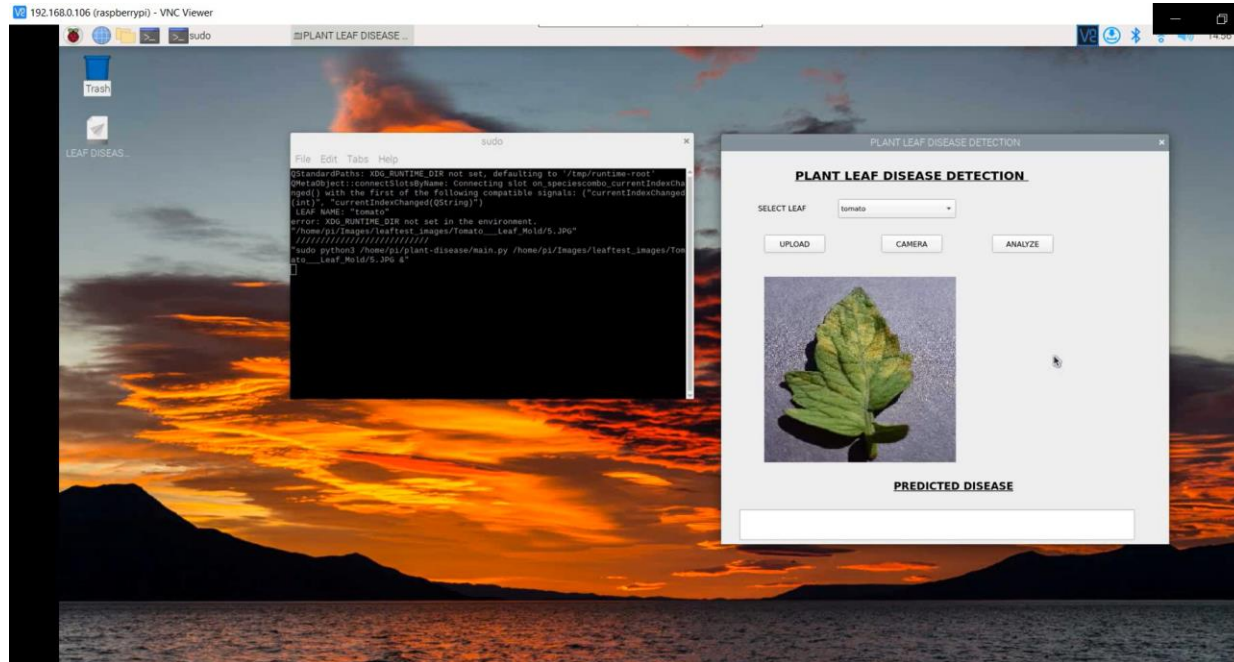 192.168.0.106 (raspberrypi) - VNC Viewer
sudo
PLANT LEAF DISEASE ...
14:56
Trash
LEAF DISEAS...
sudo
File Edit Tabs Help
QStandardPaths: XDG_RUNTIME_DIR not set, defaulting to '/tmp/runtime-root'
QMetaObject::connectSlotsByName: Connecting slot on_speciescombo_currentIndexCha
nged() with the first of the following compatible signals: ("currentIndexChanged
(int)", "currentIndexChanged(QString)")
LEAF NAME: "tomato"
error: XDG_RUNTIME_DIR not set in the environment.
"/home/pi/Images/leaftest_images/Tomato___Leaf_Mold/5.JPG"
///////////////////////////
"sudo python3 /home/pi/plant-disease/main.py /home/pi/Images/leaftest_images/Tom
ato___Leaf_Mold/5.JPG &"
PLANT LEAF DISEASE DETECTION
PLANT LEAF DISEASE DETECTION
SELECT LEAF
tomato
UPLOAD
CAMERA
ANALYZE
PREDICTED DISEASE